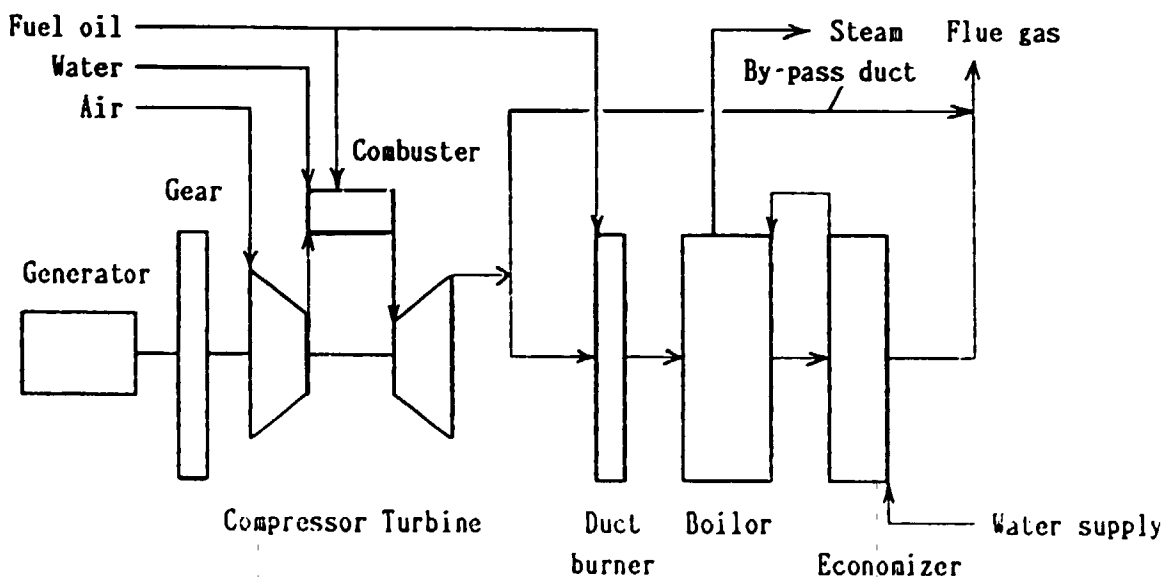 Fuel oil
Steam
Flue gas
Water
By-pass duct
Air
Combuster
Gear
Generator
Compressor
Turbine
Duct
burner
Boilor
Water supply
Economizer